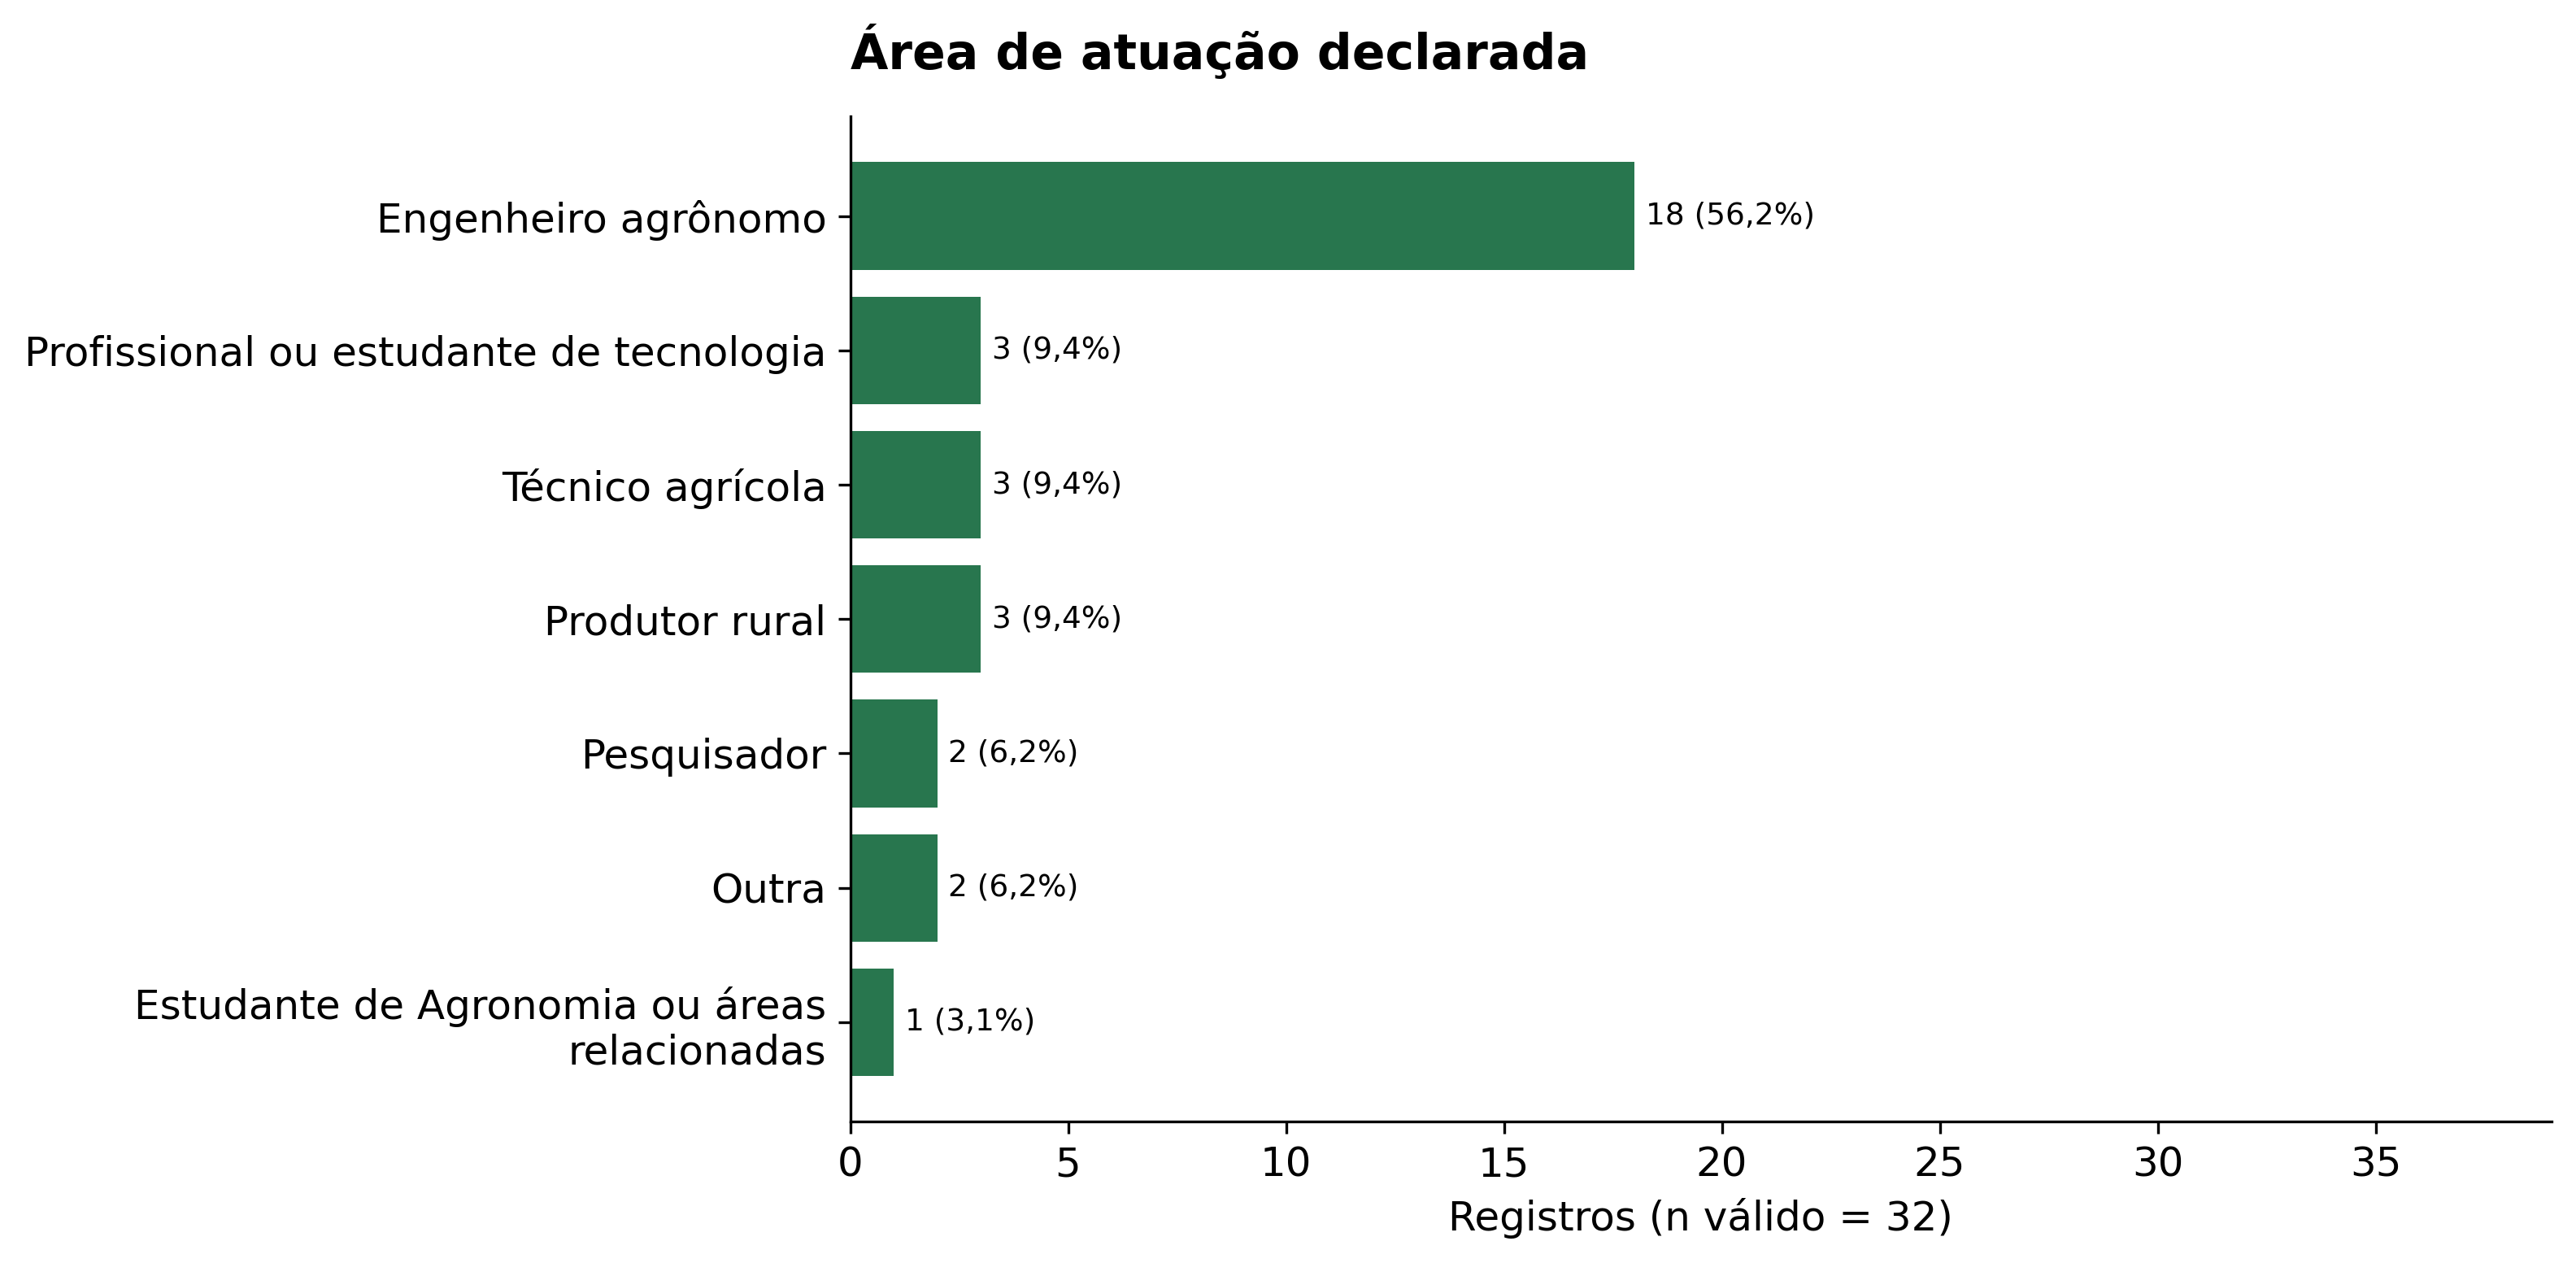 Área de atuação declarada
Engenheiro agrônomo
18 (56,2%)
Profissional ou estudante de tecnologia
3 (9,4%)
Técnico agrícola
3 (9,4%)
Produtor rural
3 (9,4%)
Pesquisador
2 (6,2%)
Outra
2 (6,2%)
Estudante de Agronomia ou áreas
relacionadas
1 (3,1%)
0 5 10 15 20 25 30 35
Registros (n válido = 32)